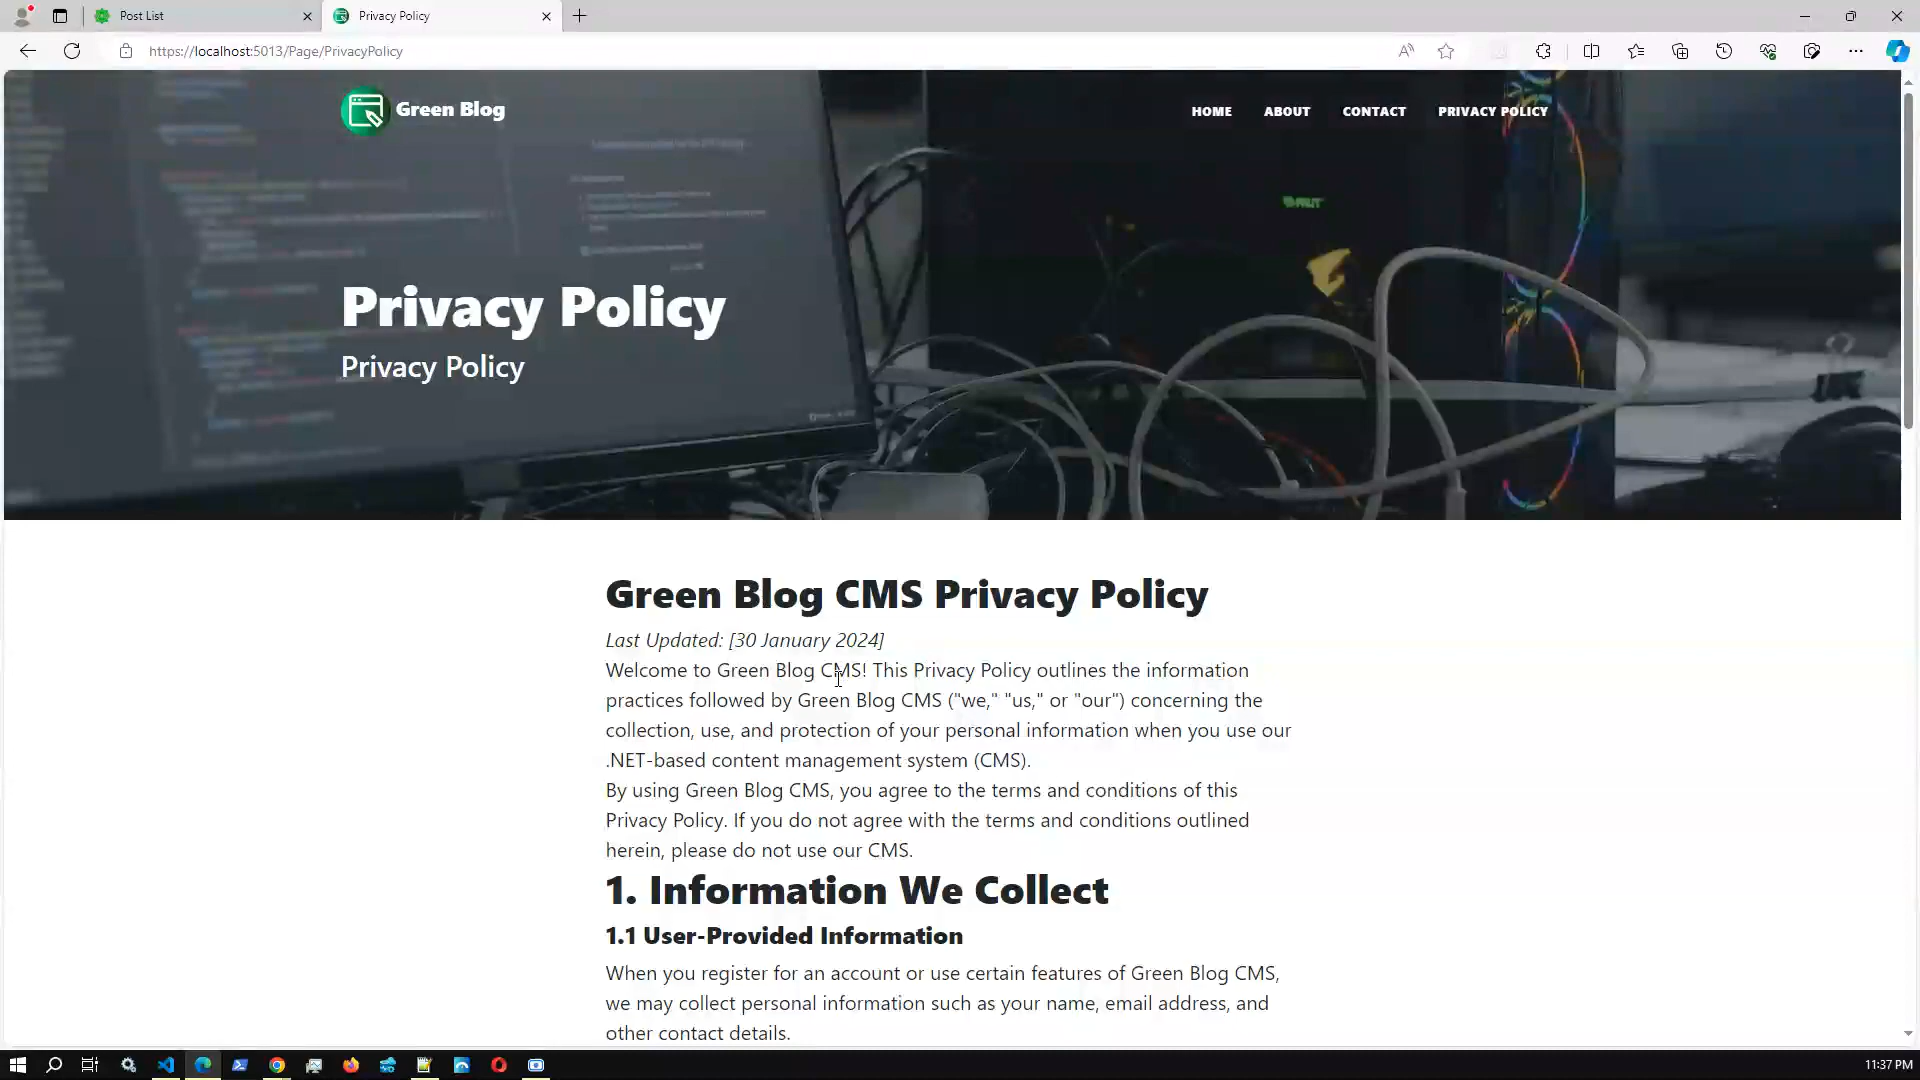 Post List
Privacy Policy
https://localhost:5013/Page/PrivacyPolicy
Green Blog
HOME
ABOUT
CONTACT
PRIVACY POLICY
Privacy Policy
Privacy Policy
Green Blog CMS Privacy Policy
Last Updated: [30 January 2024]
Welcome to Green Blog CMS! This Privacy Policy outlines the information
practices followed by Green Blog CMS ("we," "us," or "our") concerning the
collection, use, and protection of your personal information when you use our
.NET-based content management system (CMS).
By using Green Blog CMS, you agree to the terms and conditions of this
Privacy Policy. If you do not agree with the terms and conditions outlined
herein, please do not use our CMS.
1. Information We Collect
1.1 User-Provided Information
When you register for an account or use certain features of Green Blog CMS,
we may collect personal information such as your name, email address, and
other contact details.
11:37 PM